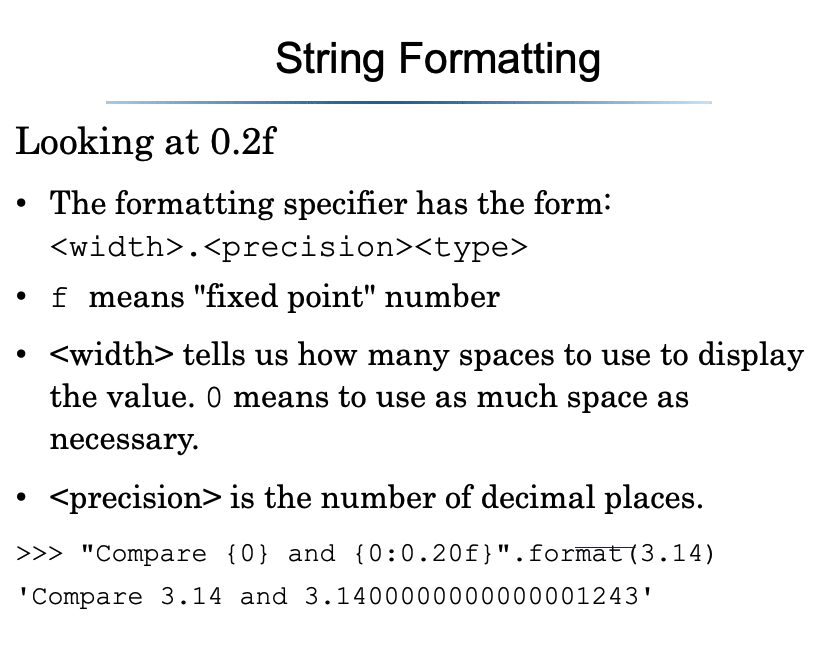 String Formatting
Looking at 0.2f
• The formatting specifier has the form:
<width>.<precision><type>
• f means "fixed point" number
• <width> tells us how many spaces to use to display
the value. 0 means to use as much space as
necessary.
• <precision> is the number of decimal places.
>>> "Compare {0} and {0:0.20f}".format(3.14)
'Compare 3.14 and 3.1400000000000001243'